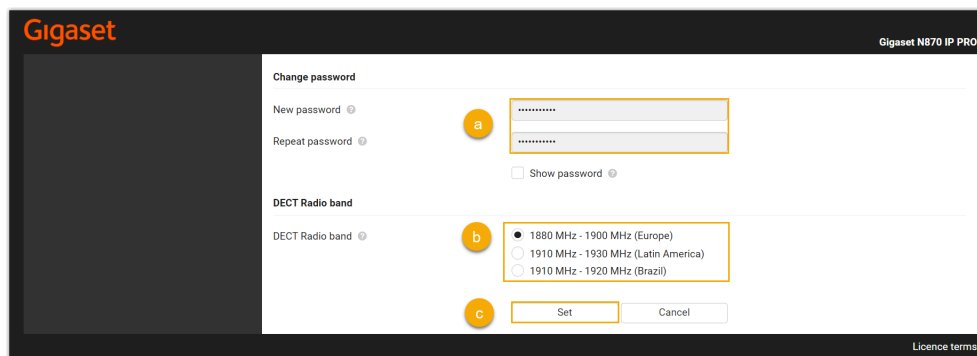 Gigaset
Gigaset N870 IP PRO
Change password
New password ?
•••••••••••
a
Repeat password ?
•••••••••••
Show password ?
DECT Radio band
DECT Radio band ?
b
1880 MHz - 1900 MHz (Europe)
1910 MHz - 1930 MHz (Latin America)
1910 MHz - 1920 MHz (Brazil)
c
Set
Cancel
Licence terms